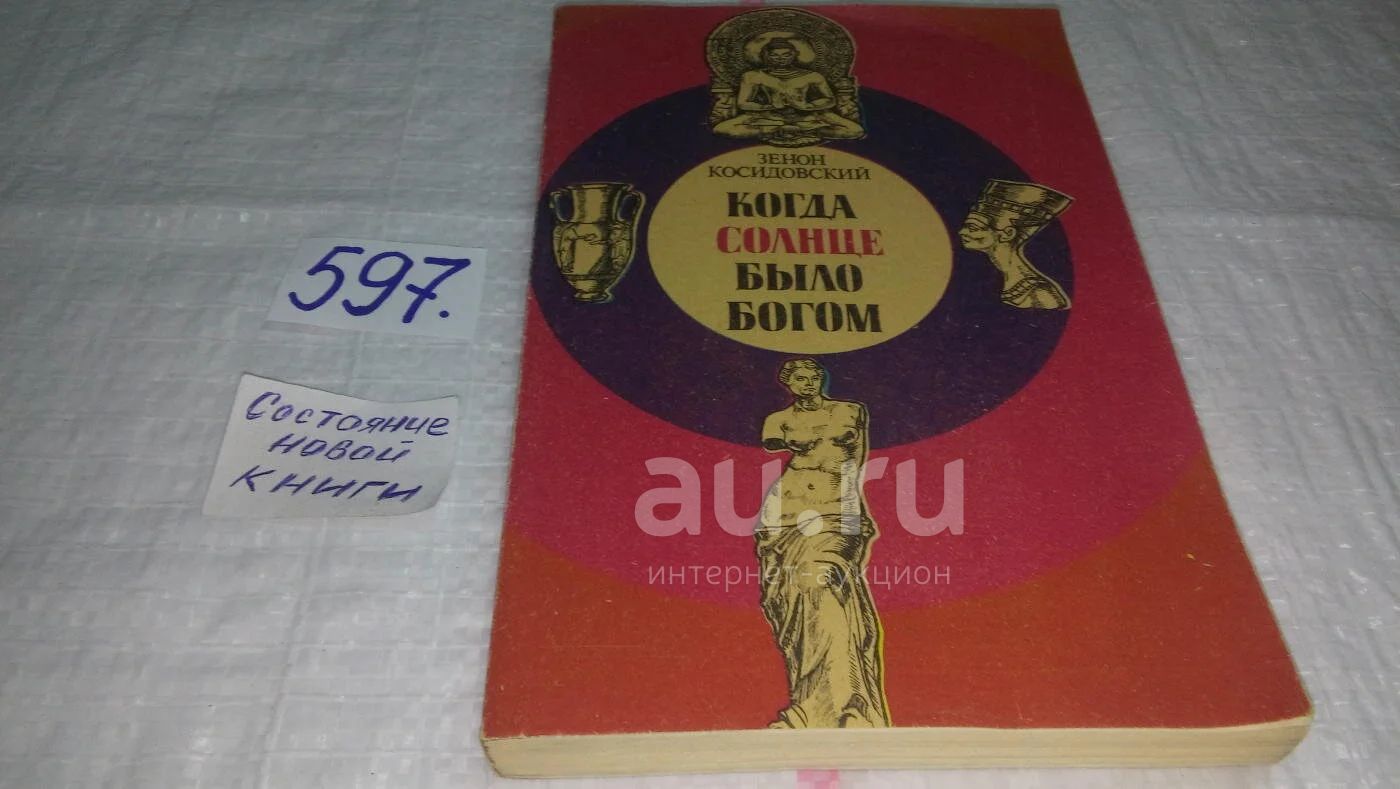 ЗЕНОН
КОСИДОВСКИЙ
КОГДА
СОЛНЦЕ
БЫЛО
БОГОМ
597.
Состояние
новой
книги
au.ru
интернет-аукцион